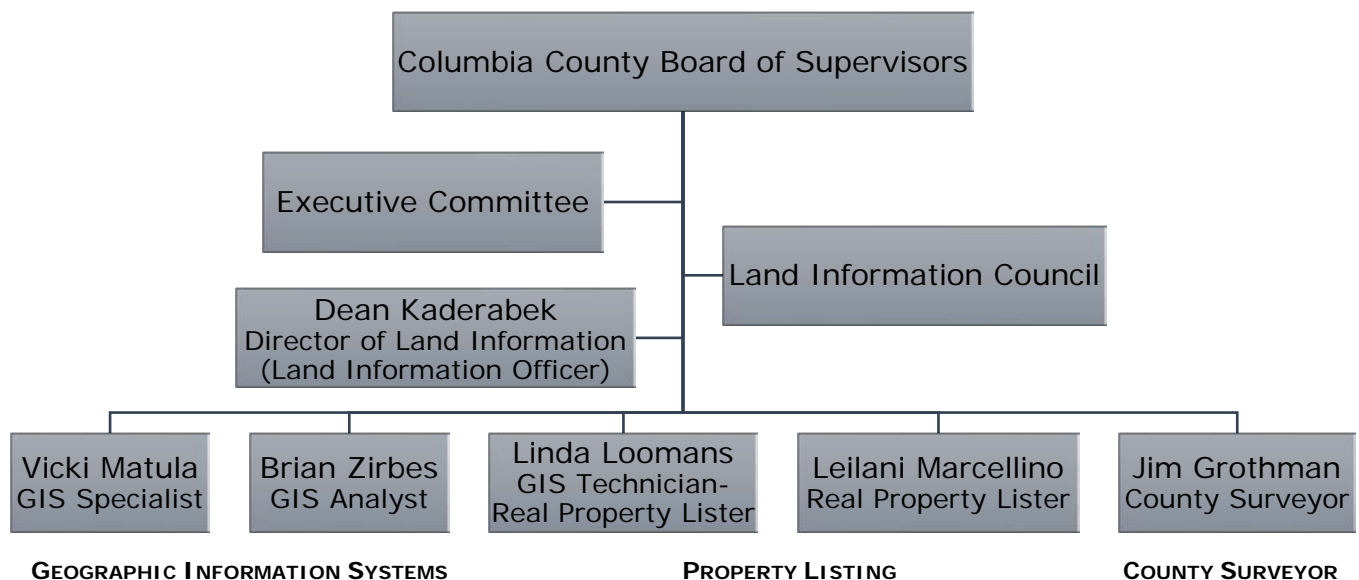 Columbia County Board of Supervisors
Executive Committee
Land Information Council
Dean Kaderabek
Director of Land Information
(Land Information Officer)
Vicki Matula
GIS Specialist
Brian Zirbes
GIS Analyst
Linda Loomans
GIS Technician-
Real Property Lister
Leilani Marcellino
Real Property Lister
Jim Grothman
County Surveyor
GEOGRAPHIC INFORMATION SYSTEMS
PROPERTY LISTING
COUNTY SURVEYOR